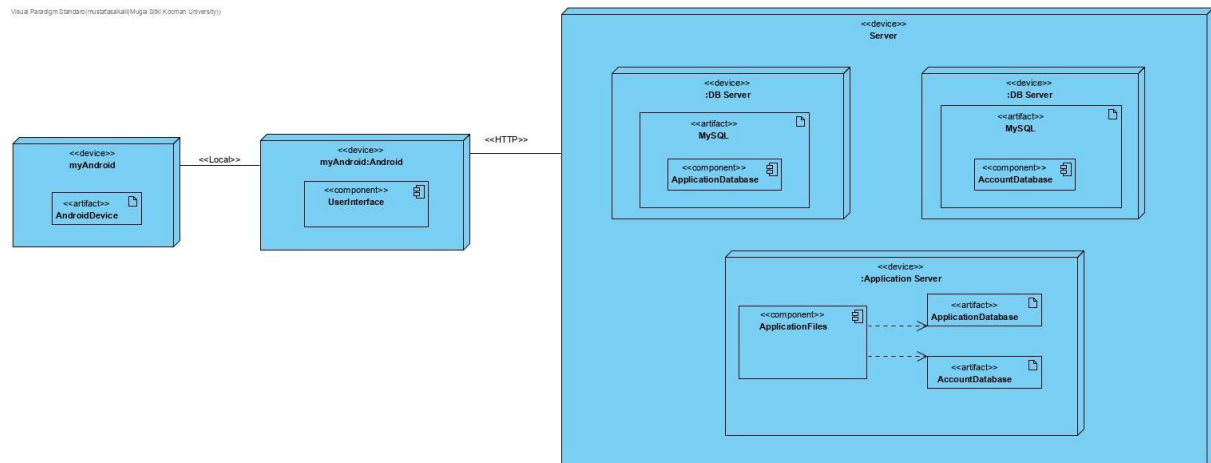 Visual Paradigm Standard(mustafasakalli(Mugla Sitki Kocman University))
<<device>>
myAndroid
<<artifact>>
AndroidDevice
<<Local>>
<<device>>
myAndroid:Android
<<component>>
UserInterface
<<HTTP>>
<<device>>
Server
<<device>>
:DB Server
<<artifact>>
MySQL
<<component>>
ApplicationDatabase
<<device>>
:DB Server
<<artifact>>
MySQL
<<component>>
AccountDatabase
<<device>>
:Application Server
<<component>>
ApplicationFiles
<<artifact>>
ApplicationDatabase
<<artifact>>
AccountDatabase